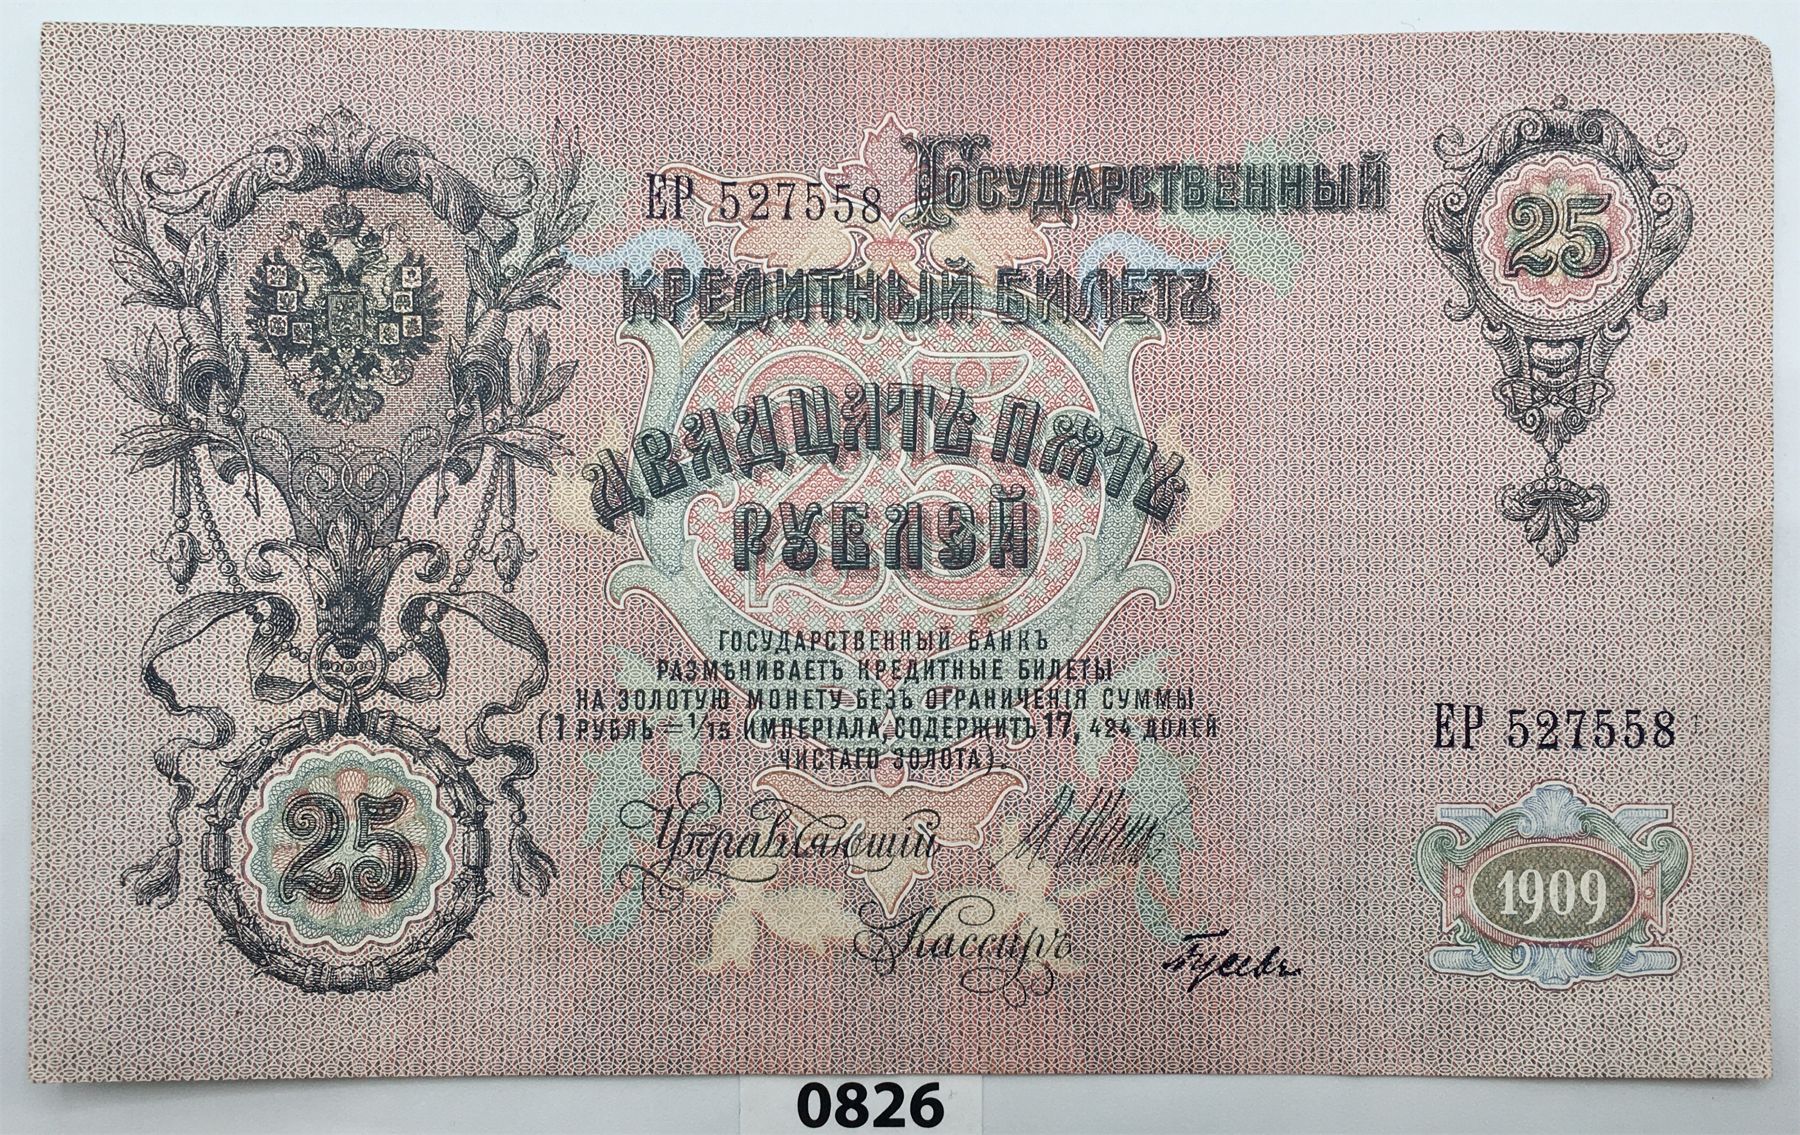 ЕР 527558 ГОСУДАРСТВЕННЫЙ
КРЕДИТНЫЙ БИЛЕТЪ
25
25
ДВАДЦАТЬ ПЯТЬ
РУБЛЕЙ
ГОСУДАРСТВЕННЫЙ БАНКЪ
РАЗМѢНИВАЕТЪ КРЕДИТНЫЕ БИЛЕТЫ
НА ЗОЛОТУЮ МОНЕТУ БЕЗЪ ОГРАНИЧЕНІЯ СУММЫ
(1 РУБЛЬ = 1/15 ИМПЕРІАЛА, СОДЕРЖИТЪ 17, 424 ДОЛЕЙ
ЧИСТАГО ЗОЛОТА).
ЕР 527558
25
Управляющій
Кассиръ
Гусевъ
1909
0826